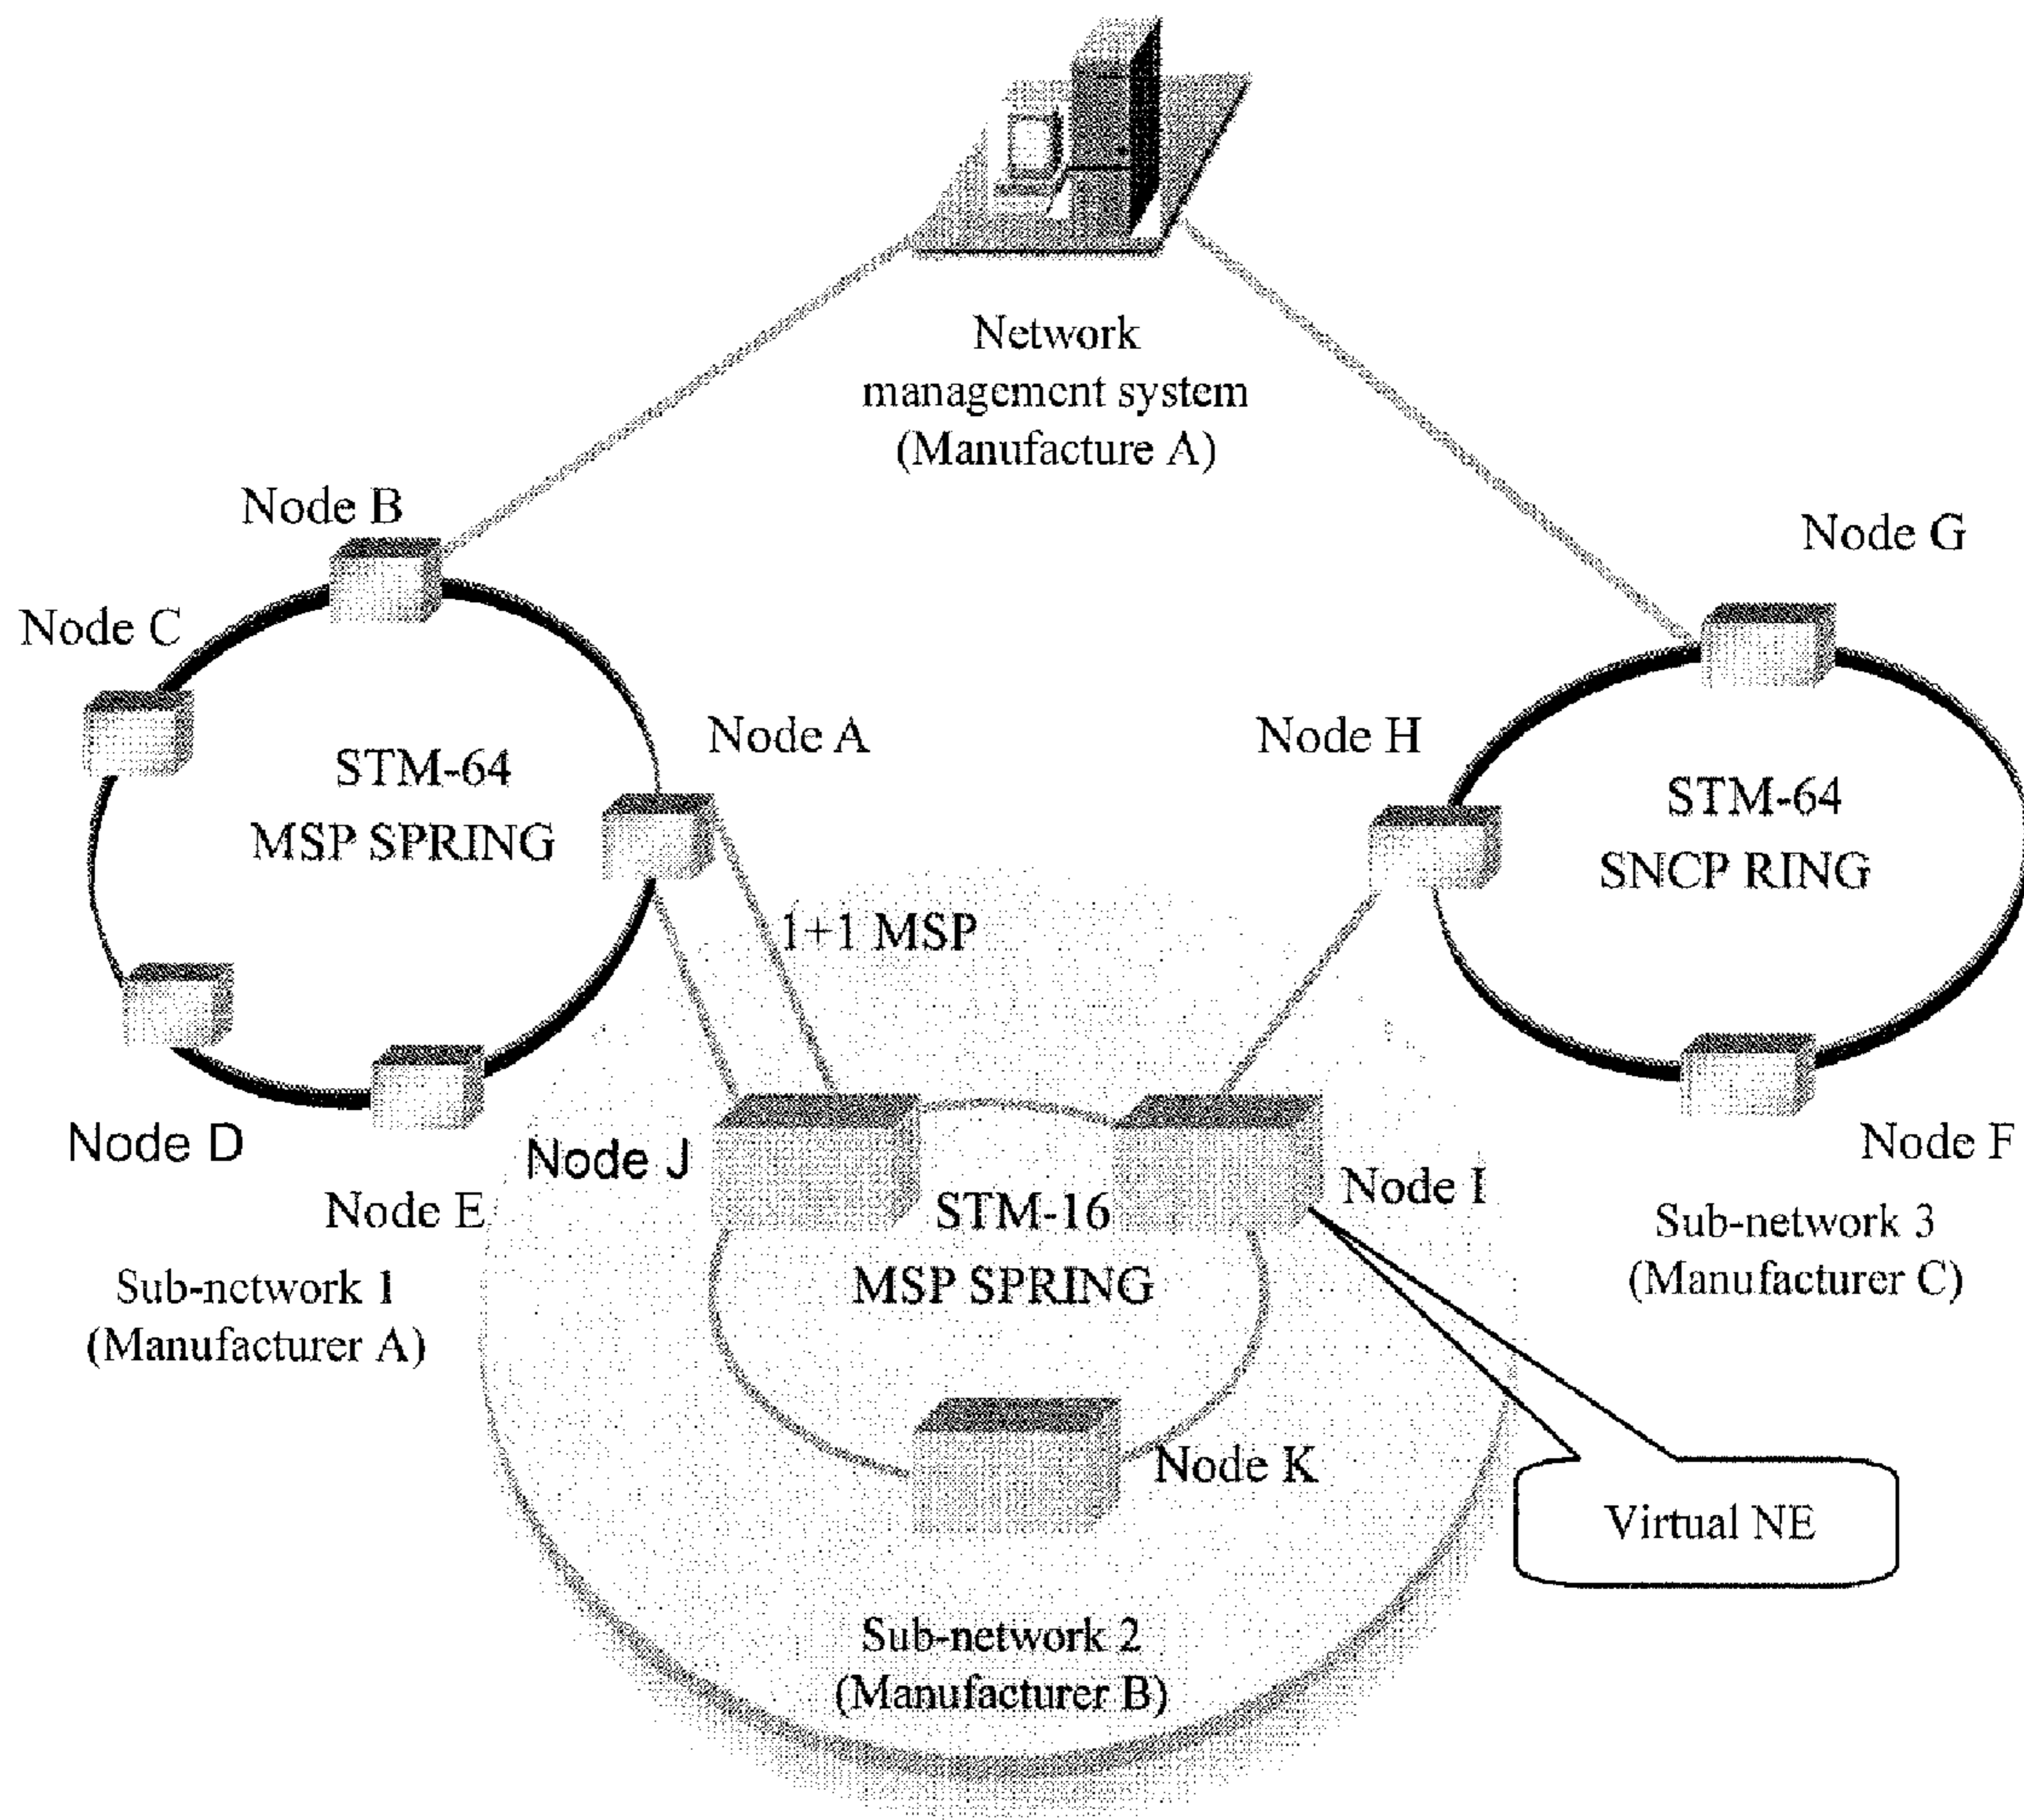 Network
management system
(Manufacture A)
Node B
Node G
Node C
Node A
Node H
STM-64
MSP SPRING
STM-64
SNCP RING
1+1 MSP
Node D
Node J
Node F
Node E
Node I
STM-16
MSP SPRING
Sub-network 1
(Manufacturer A)
Sub-network 3
(Manufacturer C)
Node K
Virtual NE
Sub-network 2
(Manufacturer B)